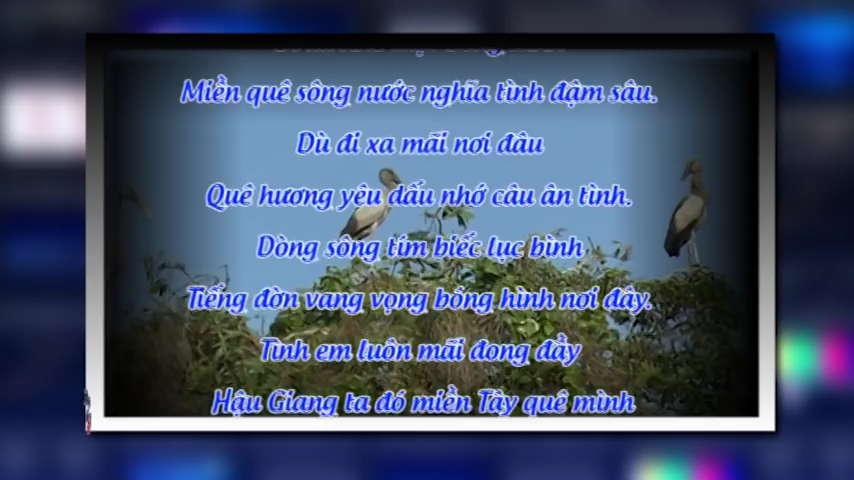 Miền quê sông nước nghĩa tình đậm sâu.
Dù đi xa mãi nơi đâu
Quê hương yêu dấu nhớ câu ân tình.
Dòng sông tím biếc lục bình
Tiếng đờn vang vọng bóng hình nơi đây.
Tình em luôn mãi đong đầy
Hậu Giang ta đó miền Tây quê mình